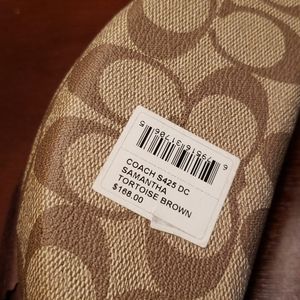 COACH S425 DC
SAMANTHA
TORTOISE BROWN
$168.00